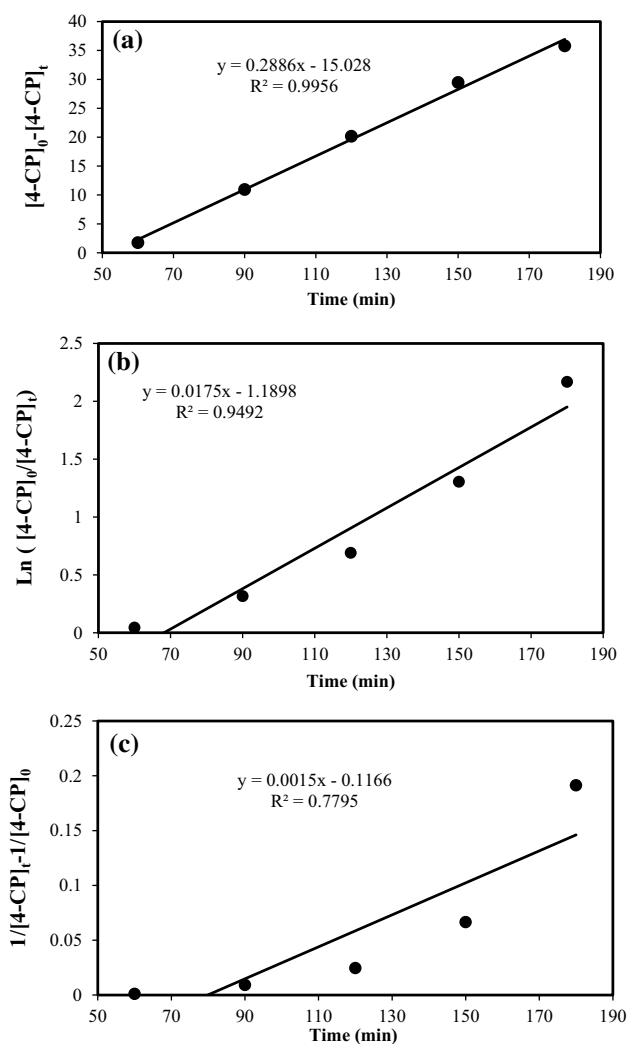 (a)
y = 0.2886x - 15.028
R² = 0.9956
[4-CP]₀-[4-CP]ₜ
40
35
30
25
20
15
10
5
0
50 70 90 110 130 150 170 190
Time (min)
(b)
y = 0.0175x - 1.1898
R² = 0.9492
Ln ( [4-CP]₀/[4-CP]ₜ)
2.5
2
1.5
1
0.5
0
50 70 90 110 130 150 170 190
Time (min)
(c)
y = 0.0015x - 0.1166
R² = 0.7795
1/[4-CP]ₜ-1/[4-CP]₀
0.25
0.2
0.15
0.1
0.05
0
50 70 90 110 130 150 170 190
Time (min)